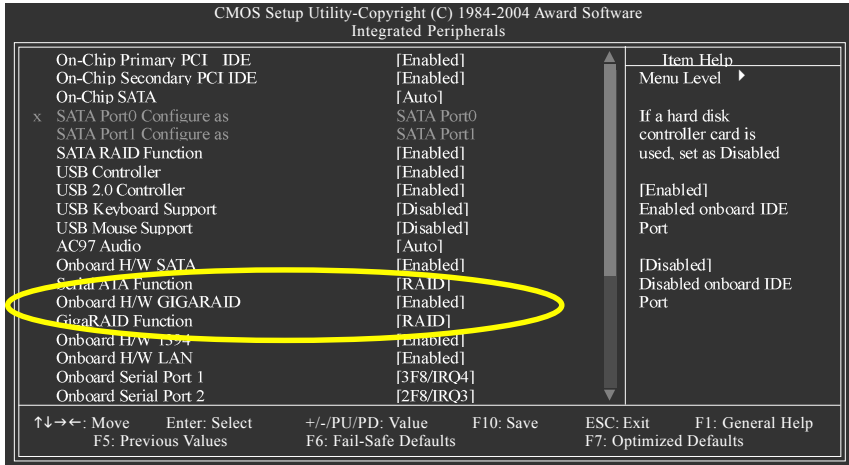 CMOS Setup Utility-Copyright (C) 1984-2004 Award Software
Integrated Peripherals
On-Chip Primary PCI IDE [Enabled]
On-Chip Secondary PCI IDE [Enabled]
On-Chip SATA [Auto]
x SATA Port0 Configure as SATA Port0
SATA Port1 Configure as SATA Port1
SATA RAID Function [Enabled]
USB Controller [Enabled]
USB 2.0 Controller [Enabled]
USB Keyboard Support [Disabled]
USB Mouse Support [Disabled]
AC97 Audio [Auto]
Onboard H/W SATA [Enabled]
Serial ATA Function [RAID]
Onboard H/W GIGARAID [Enabled]
GigaRAID Function [RAID]
Onboard H/W 1394 [Enabled]
Onboard H/W LAN [Enabled]
Onboard Serial Port 1 [3F8/IRQ4]
Onboard Serial Port 2 [2F8/IRQ3]
Item Help
Menu Level
If a hard disk
controller card is
used, set as Disabled
[Enabled]
Enabled onboard IDE
Port
[Disabled]
Disabled onboard IDE
Port
↑↓→←: Move Enter: Select +/-/PU/PD: Value F10: Save ESC: Exit F1: General Help
F5: Previous Values F6: Fail-Safe Defaults F7: Optimized Defaults